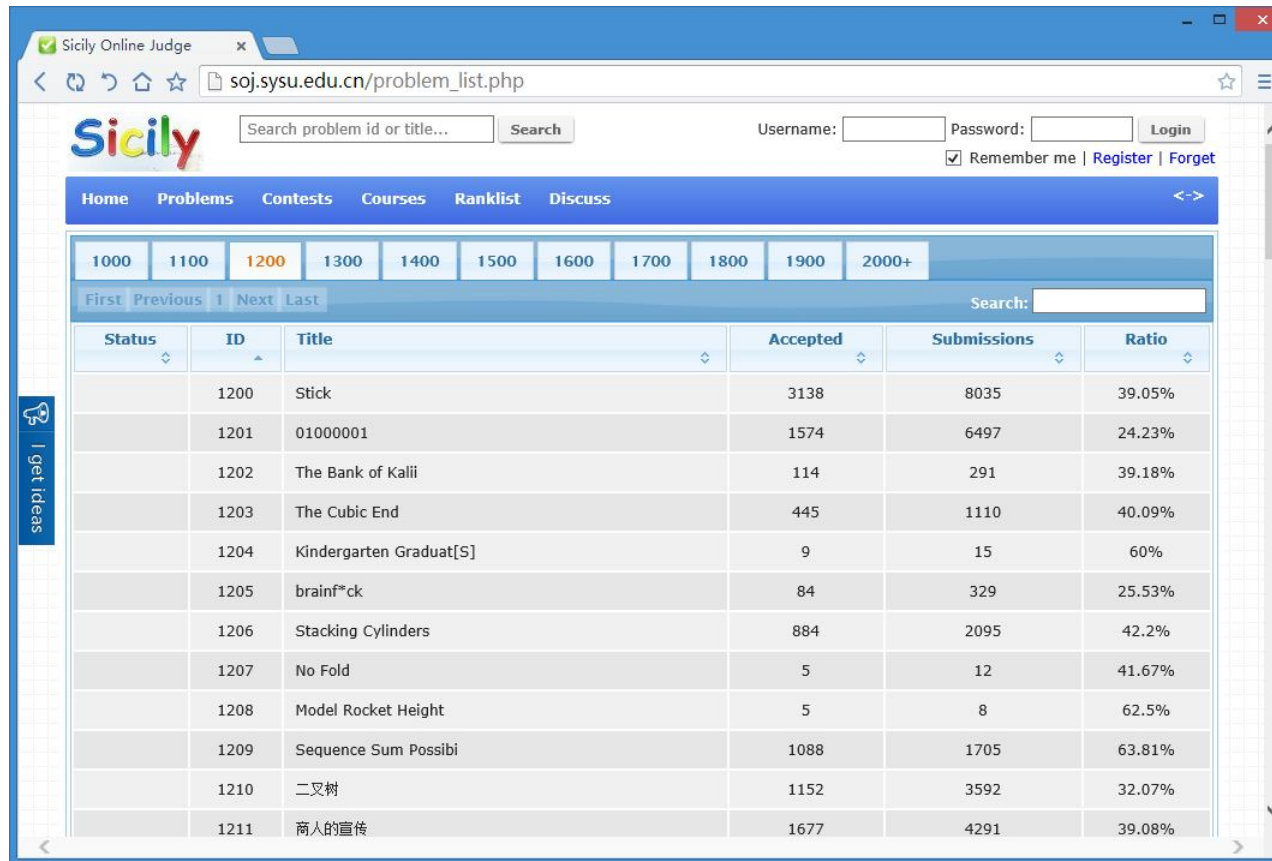 Sicily Online Judge
soj.sysu.edu.cn/problem_list.php
Sicily Search problem id or title... Search Username: Password: Login
Remember me | Register | Forget
Home Problems Contests Courses Ranklist Discuss <->
1000 1100 1200 1300 1400 1500 1600 1700 1800 1900 2000+
First Previous 1 Next Last Search:
Status ID Title Accepted Submissions Ratio
1200 Stick 3138 8035 39.05%
1201 01000001 1574 6497 24.23%
1202 The Bank of Kalii 114 291 39.18%
1203 The Cubic End 445 1110 40.09%
1204 Kindergarten Graduat[S] 9 15 60%
1205 brainf*ck 84 329 25.53%
1206 Stacking Cylinders 884 2095 42.2%
1207 No Fold 5 12 41.67%
1208 Model Rocket Height 5 8 62.5%
1209 Sequence Sum Possibi 1088 1705 63.81%
1210 二叉树 1152 3592 32.07%
1211 商人的宣传 1677 4291 39.08%
I get ideas